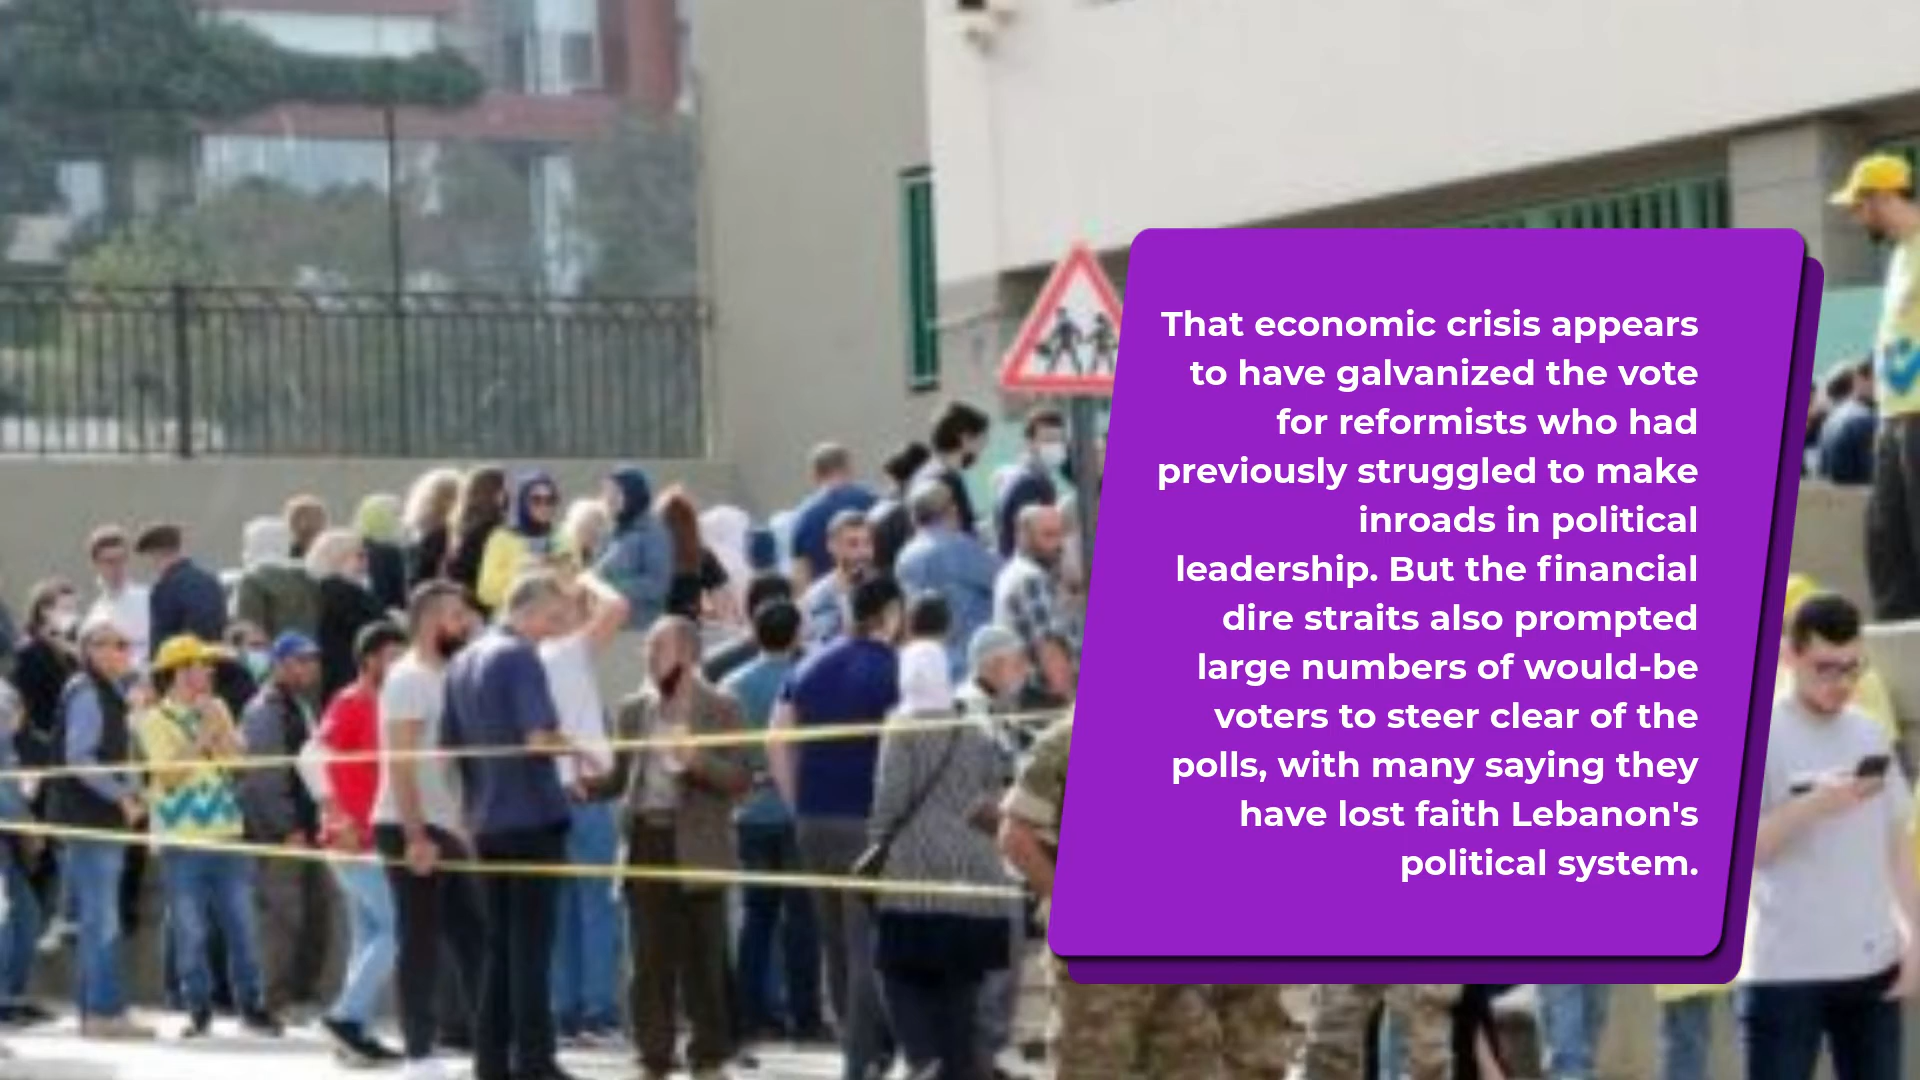 That economic crisis appears
to have galvanized the vote
for reformists who had
previously struggled to make
inroads in political
leadership. But the financial
dire straits also prompted
large numbers of would-be
voters to steer clear of the
polls, with many saying they
have lost faith Lebanon's
political system.